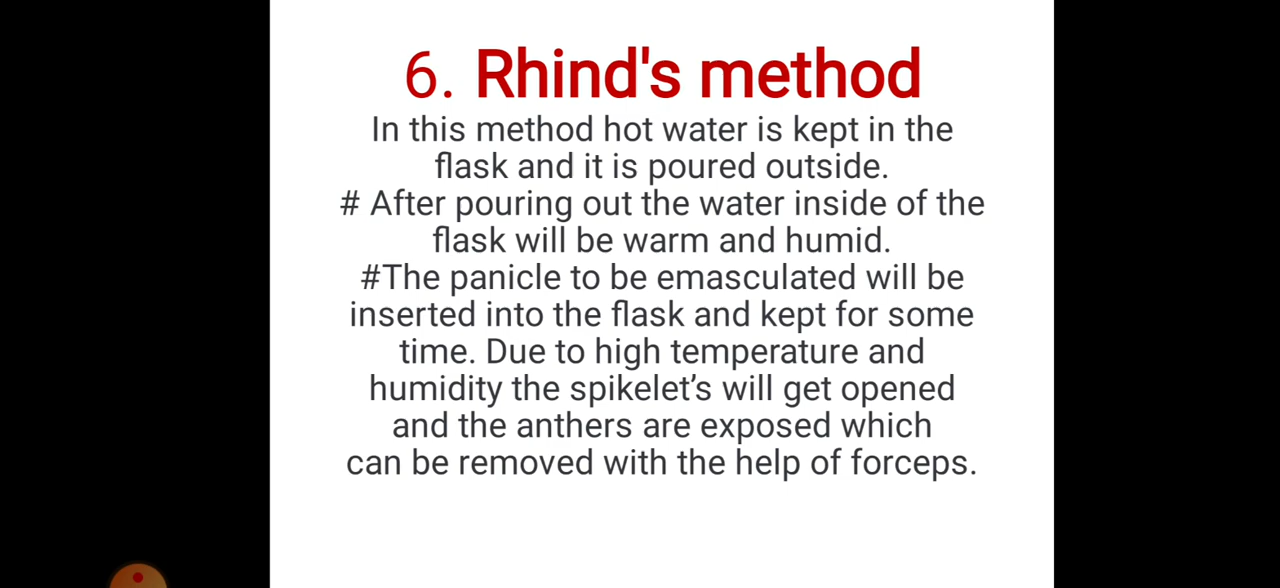 6. Rhind's method
In this method hot water is kept in the
flask and it is poured outside.
# After pouring out the water inside of the
flask will be warm and humid.
#The panicle to be emasculated will be
inserted into the flask and kept for some
time. Due to high temperature and
humidity the spikelet’s will get opened
and the anthers are exposed which
can be removed with the help of forceps.